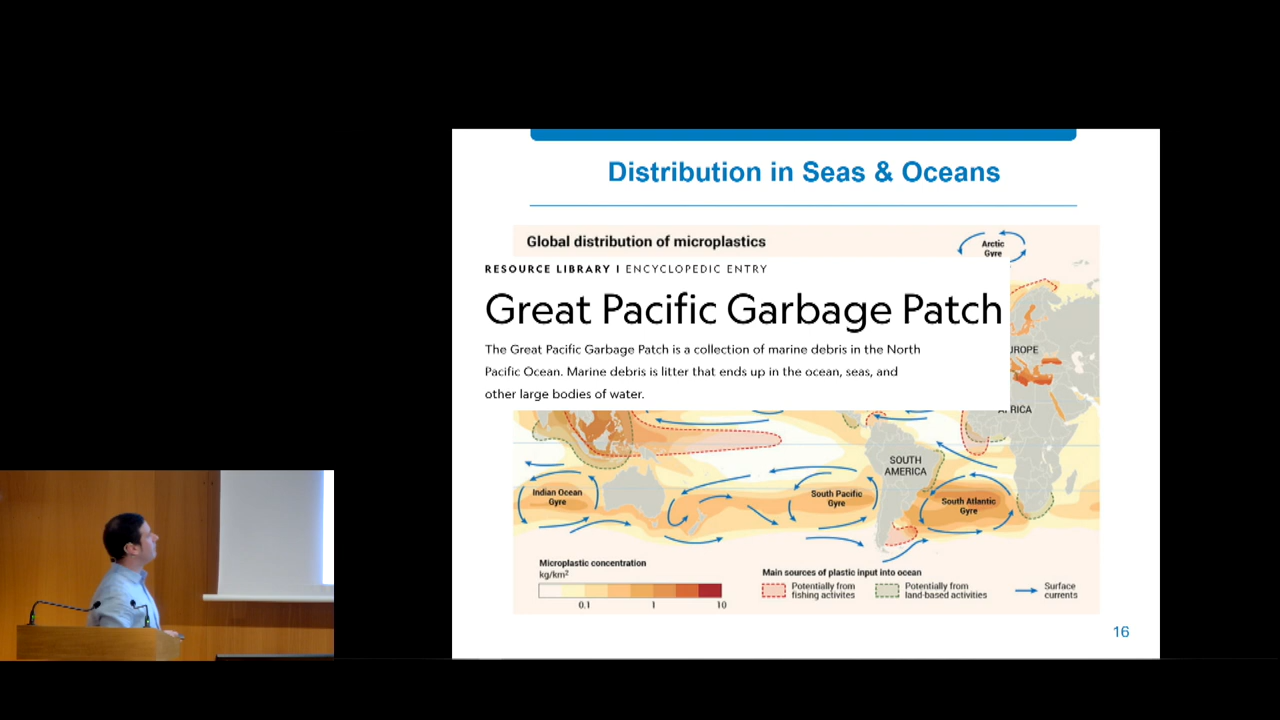 Distribution in Seas & Oceans
Global distribution of microplastics
Arctic
Gyre
RESOURCE LIBRARY | ENCYCLOPEDIC ENTRY
Great Pacific Garbage Patch
The Great Pacific Garbage Patch is a collection of marine debris in the North
Pacific Ocean. Marine debris is litter that ends up in the ocean, seas, and
other large bodies of water.
UROPE
RICA
SOUTH
AMERICA
Indian Ocean
Gyre
South Pacific
Gyre
South Atlantic
Gyre
Microplastic concentration
kg/km²
0.1
1
10
Main sources of plastic input into ocean
Potentially from
fishing activites
Potentially from
land-based activities
Surface
currents
16